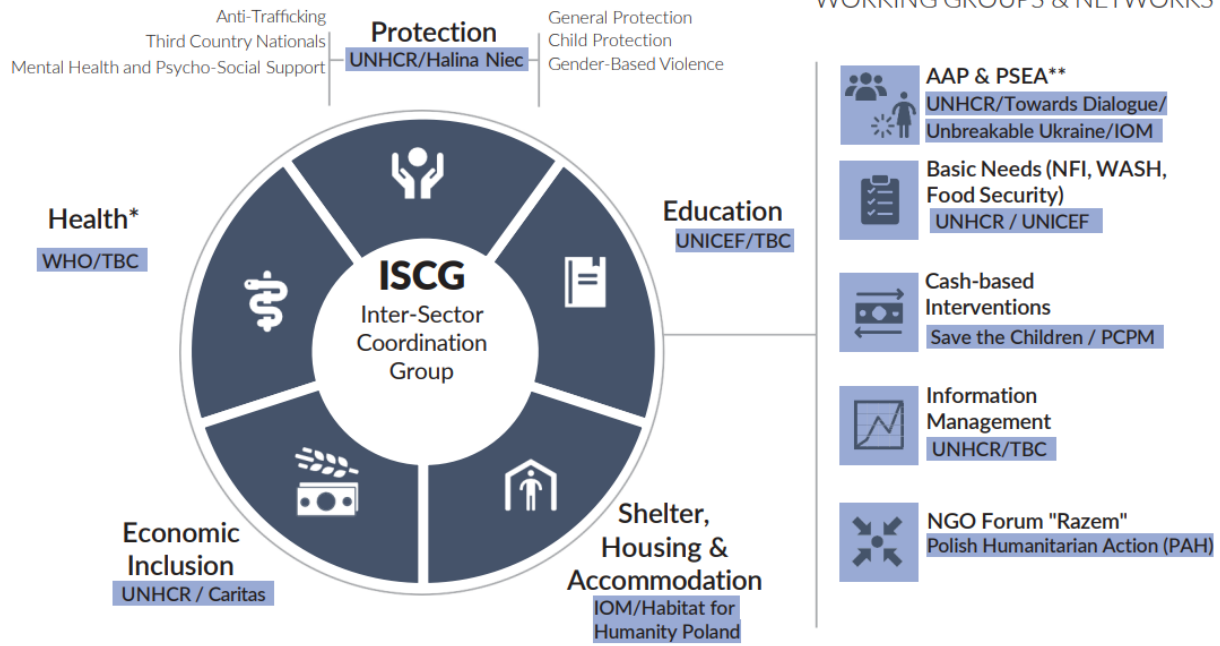 WORKING GROUPS & NETWORKS
Anti-Trafficking
Third Country Nationals
Mental Health and Psycho-Social Support
Protection
UNHCR/Halina Niec
General Protection
Child Protection
Gender-Based Violence
Health*
WHO/TBC
Education
UNICEF/TBC
ISCG
Inter-Sector
Coordination
Group
Economic
Inclusion
UNHCR / Caritas
Shelter,
Housing &
Accommodation
IOM/Habitat for
Humanity Poland
AAP & PSEA**
UNHCR/Towards Dialogue/
Unbreakable Ukraine/IOM
Basic Needs (NFI, WASH,
Food Security)
UNHCR / UNICEF
Cash-based
Interventions
Save the Children / PCPM
Information
Management
UNHCR/TBC
NGO Forum "Razem"
Polish Humanitarian Action (PAH)